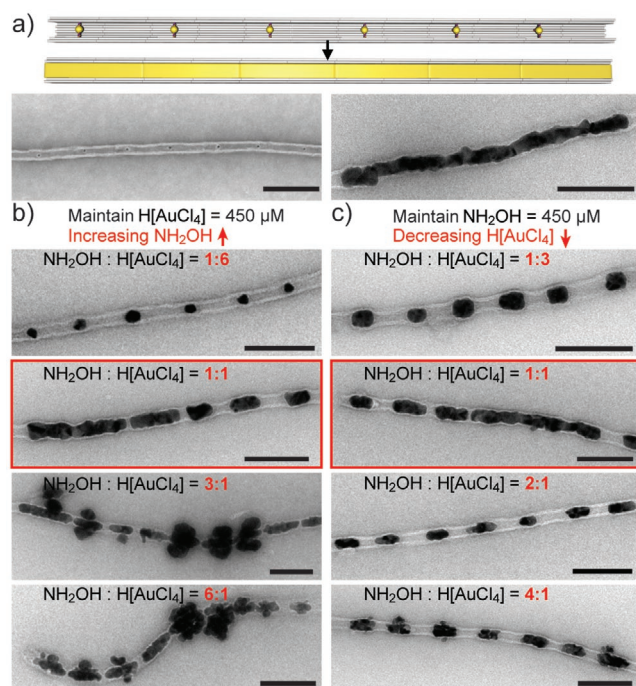 a)
b)
Maintain H[AuCl₄] = 450 µM
Increasing NH₂OH
NH₂OH : H[AuCl₄] = 1:6
NH₂OH : H[AuCl₄] = 1:1
NH₂OH : H[AuCl₄] = 3:1
NH₂OH : H[AuCl₄] = 6:1
c)
Maintain NH₂OH = 450 µM
Decreasing H[AuCl₄]
NH₂OH : H[AuCl₄] = 1:3
NH₂OH : H[AuCl₄] = 1:1
NH₂OH : H[AuCl₄] = 2:1
NH₂OH : H[AuCl₄] = 4:1